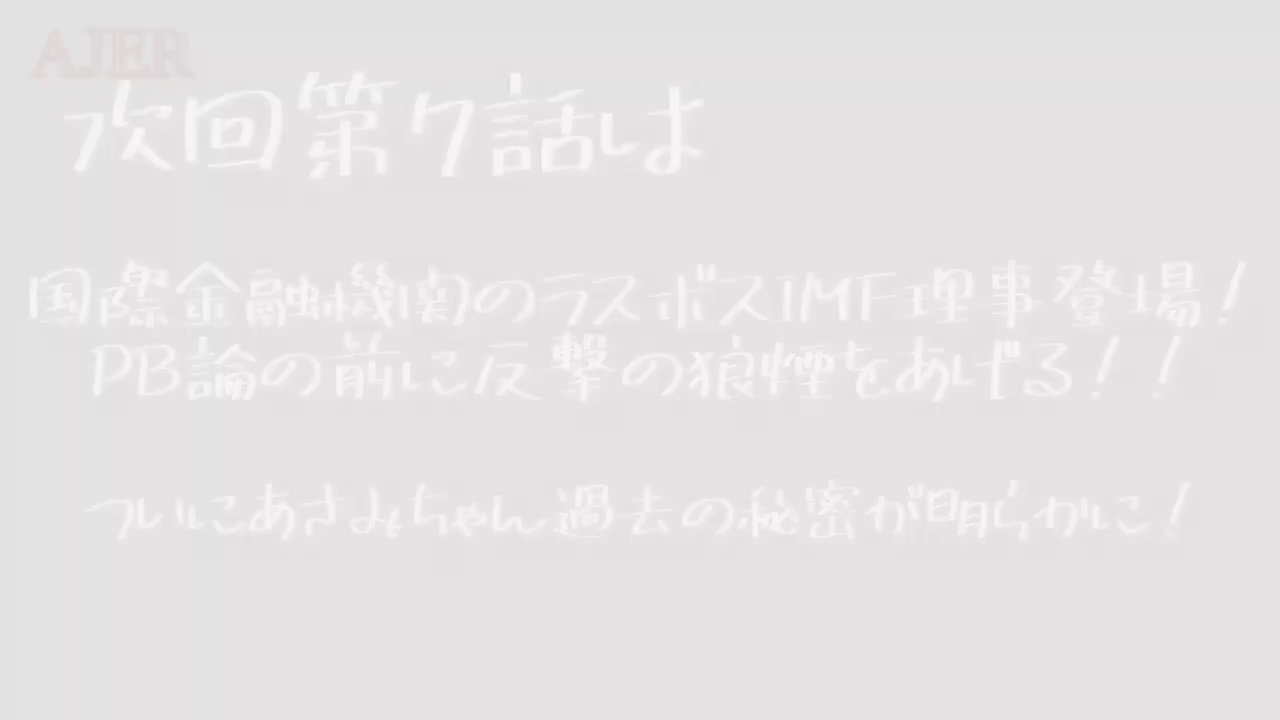 AJER
次回第7話は
国際金融機関のラスボスIMF理事登場!
PB論の前に反撃の狼煙をあげる!!
ついにあさみちゃん過去の秘密が明らかに!